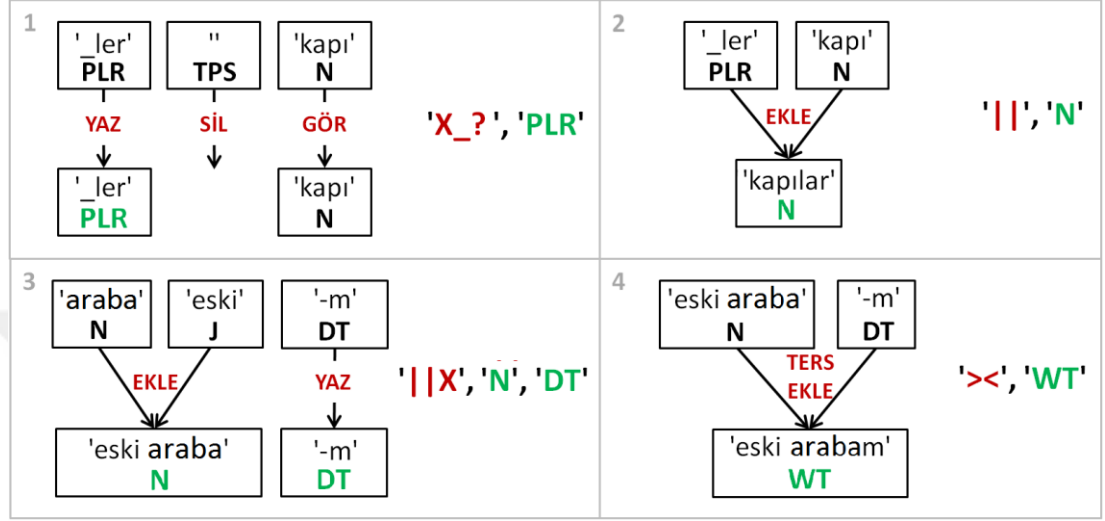 1
'_ler' '' 'kapı'
PLR TPS N
YAZ SİL GÖR
'X_?', 'PLR'
'_ler' 'kapı'
PLR N
2
'_ler' 'kapı'
PLR N
EKLE
'||', 'N'
'kapılar'
N
3
'araba' 'eski' '-m'
N J DT
EKLE YAZ
'||X', 'N', 'DT'
'eski araba' '-m'
N DT
4
'eski araba' '-m'
N DT
TERS
EKLE
'><', 'WT'
'eski arabam'
WT